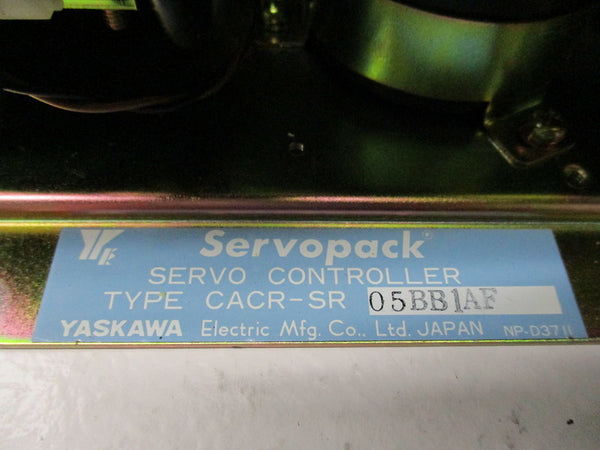 Servopack
SERVO CONTROLLER
TYPE CACR-SR 05BB1AF
YASKAWA Electric Mfg. Co., Ltd. JAPAN NP-D3711